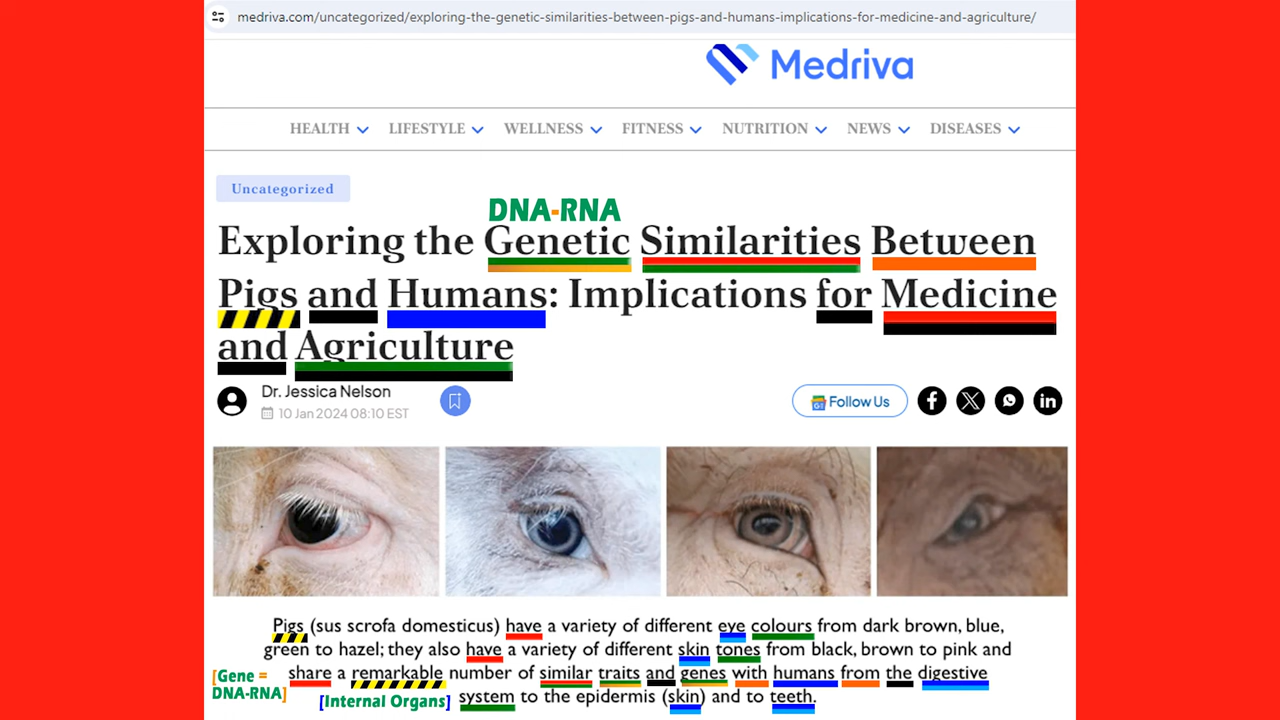 medriva.com/uncategorized/exploring-the-genetic-similarities-between-pigs-and-humans-implications-for-medicine-and-agriculture/
Medriva
HEALTH LIFESTYLE WELLNESS FITNESS NUTRITION NEWS DISEASES
Uncategorized
DNA-RNA
Exploring the Genetic Similarities Between
Pigs and Humans: Implications for Medicine
and Agriculture
Dr. Jessica Nelson
10 Jan 2024 08:10 EST
Follow Us
Pigs (sus scrofa domesticus) have a variety of different eye colours from dark brown, blue,
green to hazel; they also have a variety of different skin tones from black, brown to pink and
share a remarkable number of similar traits and genes with humans from the digestive
system to the epidermis (skin) and to teeth.
[Gene =
DNA-RNA]
[Internal Organs]